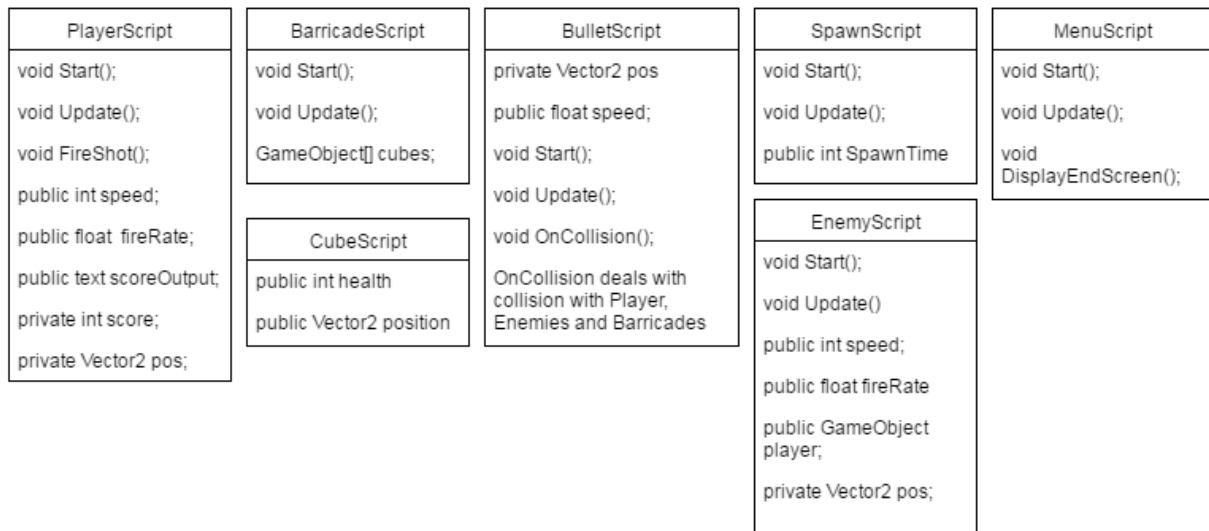 PlayerScript
void Start();
void Update();
void FireShot();
public int speed;
public float fireRate;
public text scoreOutput;
private int score;
private Vector2 pos;
BarricadeScript
void Start();
void Update();
GameObject[] cubes;
CubeScript
public int health
public Vector2 position
BulletScript
private Vector2 pos
public float speed;
void Start();
void Update();
void OnCollision();
OnCollision deals with
collision with Player,
Enemies and Barricades
SpawnScript
void Start();
void Update();
public int SpawnTime
EnemyScript
void Start();
void Update()
public int speed;
public float fireRate
public GameObject
player;
private Vector2 pos;
MenuScript
void Start();
void Update();
void
DisplayEndScreen();